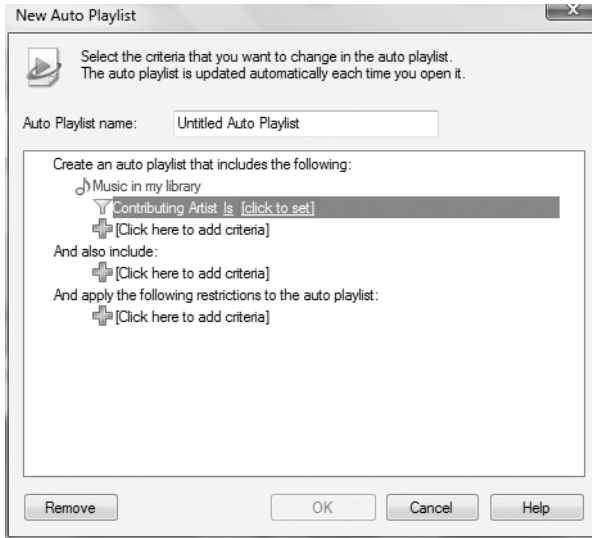 New Auto Playlist
Select the criteria that you want to change in the auto playlist.
The auto playlist is updated automatically each time you open it.
Auto Playlist name: Untitled Auto Playlist
Create an auto playlist that includes the following:
Music in my library
Contributing Artist Is [click to set]
[Click here to add criteria]
And also include:
[Click here to add criteria]
And apply the following restrictions to the auto playlist:
[Click here to add criteria]
Remove OK Cancel Help